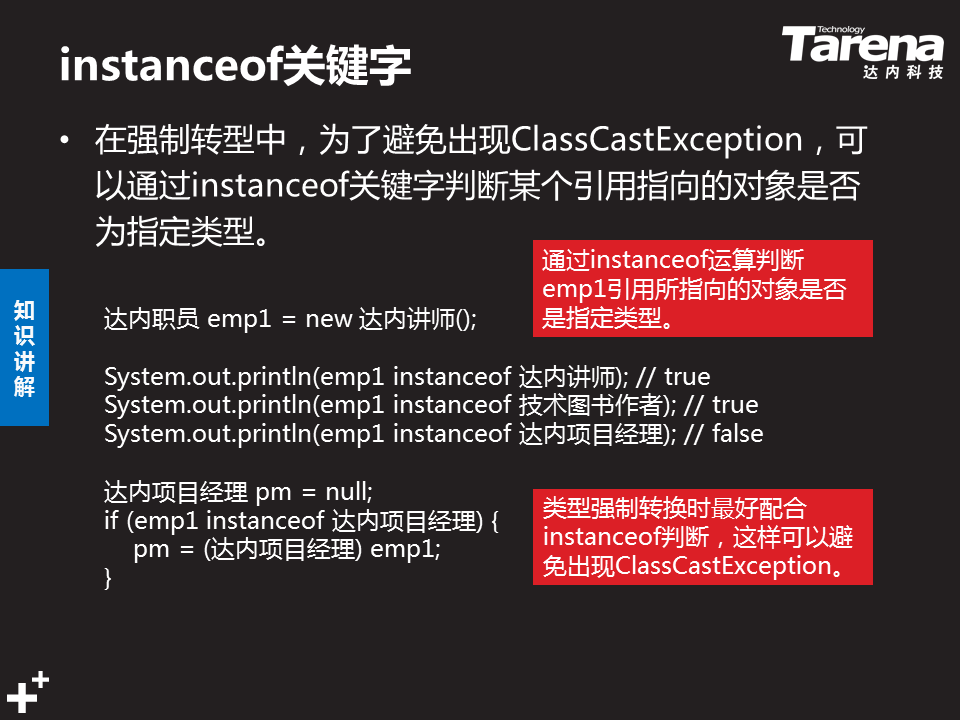 instanceof关键字
Technology
Tarena
达内科技
• 在强制转型中，为了避免出现ClassCastException，可
以通过instanceof关键字判断某个引用指向的对象是否
为指定类型。
通过instanceof运算判断
emp1引用所指向的对象是否
是指定类型。
知
识
讲
解
达内职员 emp1 = new 达内讲师();
System.out.println(emp1 instanceof 达内讲师); // true
System.out.println(emp1 instanceof 技术图书作者); // true
System.out.println(emp1 instanceof 达内项目经理); // false
达内项目经理 pm = null;
if (emp1 instanceof 达内项目经理) {
pm = (达内项目经理) emp1;
}
类型强制转换时最好配合
instanceof判断，这样可以避
免出现ClassCastException。